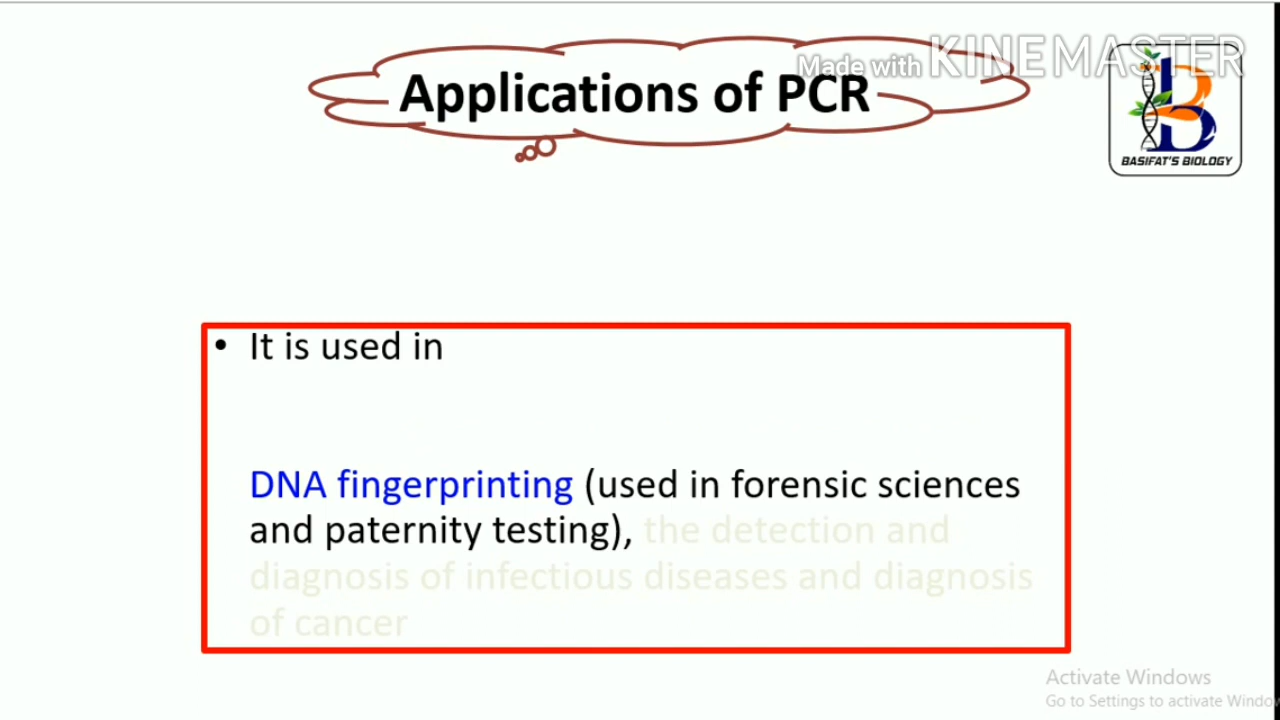 Made with KINEMASTER
Applications of PCR
BASIFAT'S BIOLOGY
• It is used in
DNA fingerprinting (used in forensic sciences
and paternity testing), the detection and
diagnosis of infectious diseases and diagnosis
of cancer
Activate Windows
Go to Settings to activate Windo